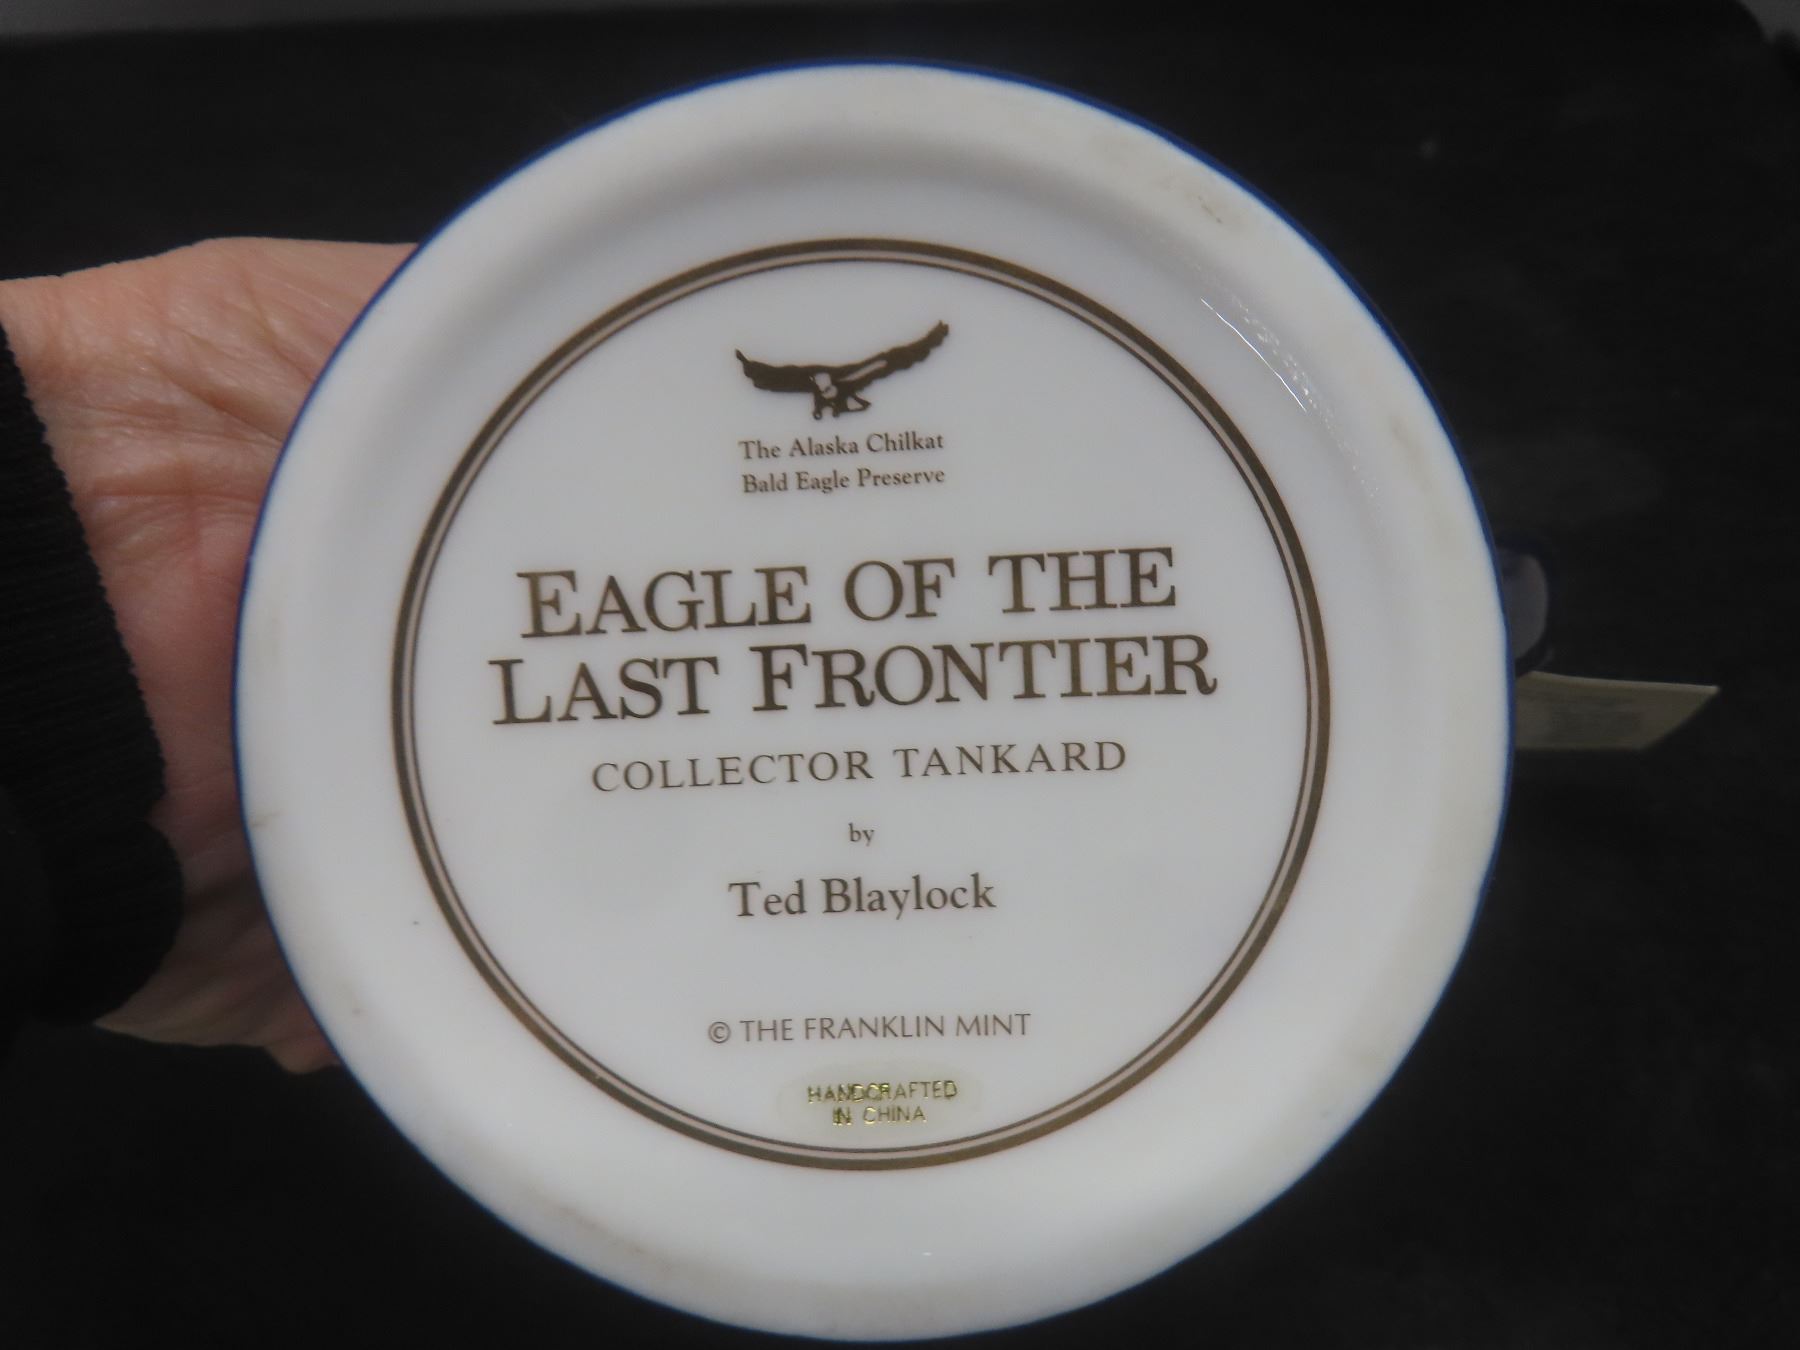 The Alaska Chilkat
Bald Eagle Preserve
EAGLE OF THE
LAST FRONTIER
COLLECTOR TANKARD
by
Ted Blaylock
© THE FRANKLIN MINT
HANDCRAFTED
IN CHINA